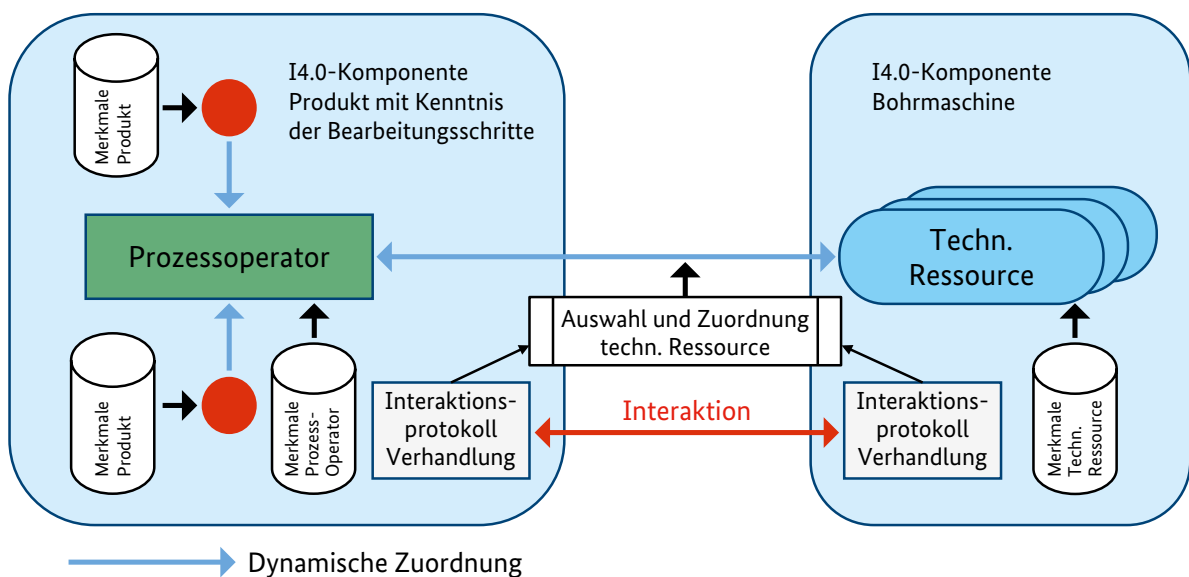 Merkmale
Produkt
I4.0-Komponente
Produkt mit Kenntnis
der Bearbeitungsschritte
I4.0-Komponente
Bohrmaschine
Prozessoperator
Techn.
Ressource
Auswahl und Zuordnung
techn. Ressource
Merkmale
Produkt
Merkmale
Prozess-
Operator
Interaktions-
protokoll
Verhandlung
Interaktion
Interaktions-
protokoll
Verhandlung
Merkmale
Techn.
Ressource
Dynamische Zuordnung